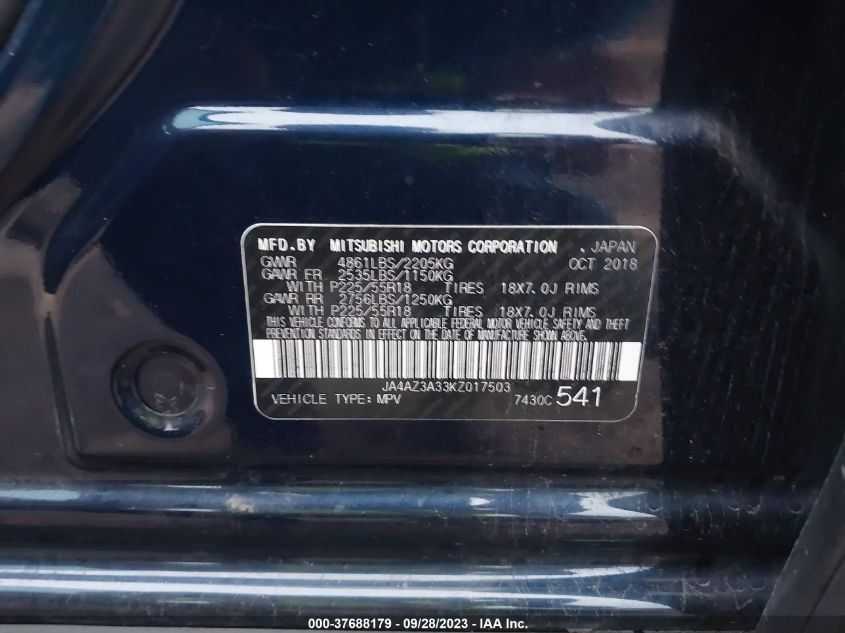 MFD.BY MITSUBISHI MOTORS CORPORATION . JAPAN
GVWR 4861LBS/2205KG OCT 2018
GAWR FR 2535LBS/1150KG
WITH P225/55R18 TIRES 18X7.0J RIMS
GAWR RR 2756LBS/1250KG
WITH P225/55R18 TIRES 18X7.0J RIMS
THIS VEHICLE CONFORMS TO ALL APPLICABLE FEDERAL MOTOR VEHICLE SAFETY AND THEFT
PREVENTION STANDARDS IN EFFECT ON THE DATE OF MANUFACTURE SHOWN ABOVE.
JA4AZ3A33KZ017503
VEHICLE TYPE: MPV 7430C 541
000-37688179 - 09/28/2023 - IAA Inc.